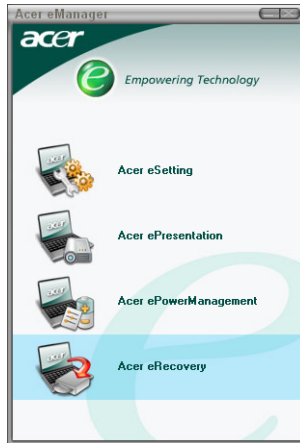 Acer eManager
acer
e Empowering Technology
Acer eSetting
Acer ePresentation
Acer ePowerManagement
Acer eRecovery